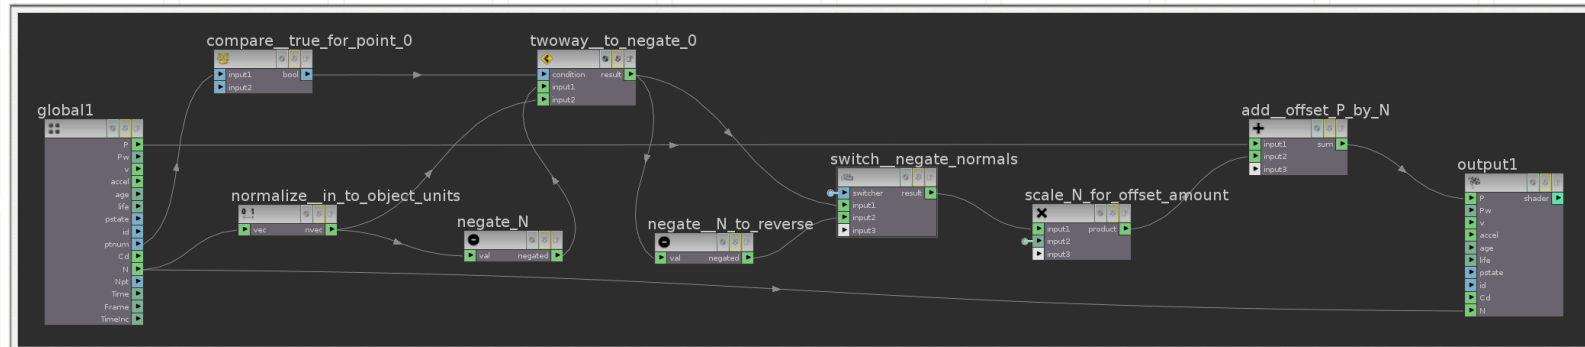 compare__true_for_point_0
input1 bool
input2
twoway__to_negate_0
condition result
input1
input2
global1
P
Pw
v
accel
age
life
pstate
id
ptnum
Cd
N
Npt
Time
Frame
TimeInc
normalize__in_to_object_units
vec nvec
negate_N
val negated
negate__N_to_reverse
val negated
switch__negate_normals
switcher result
input1
input2
input3
scale_N_for_offset_amount
input1 product
input2
input3
add__offset_P_by_N
input1 sum
input2
input3
output1
P shader
Pw
v
accel
age
life
pstate
id
Cd
N